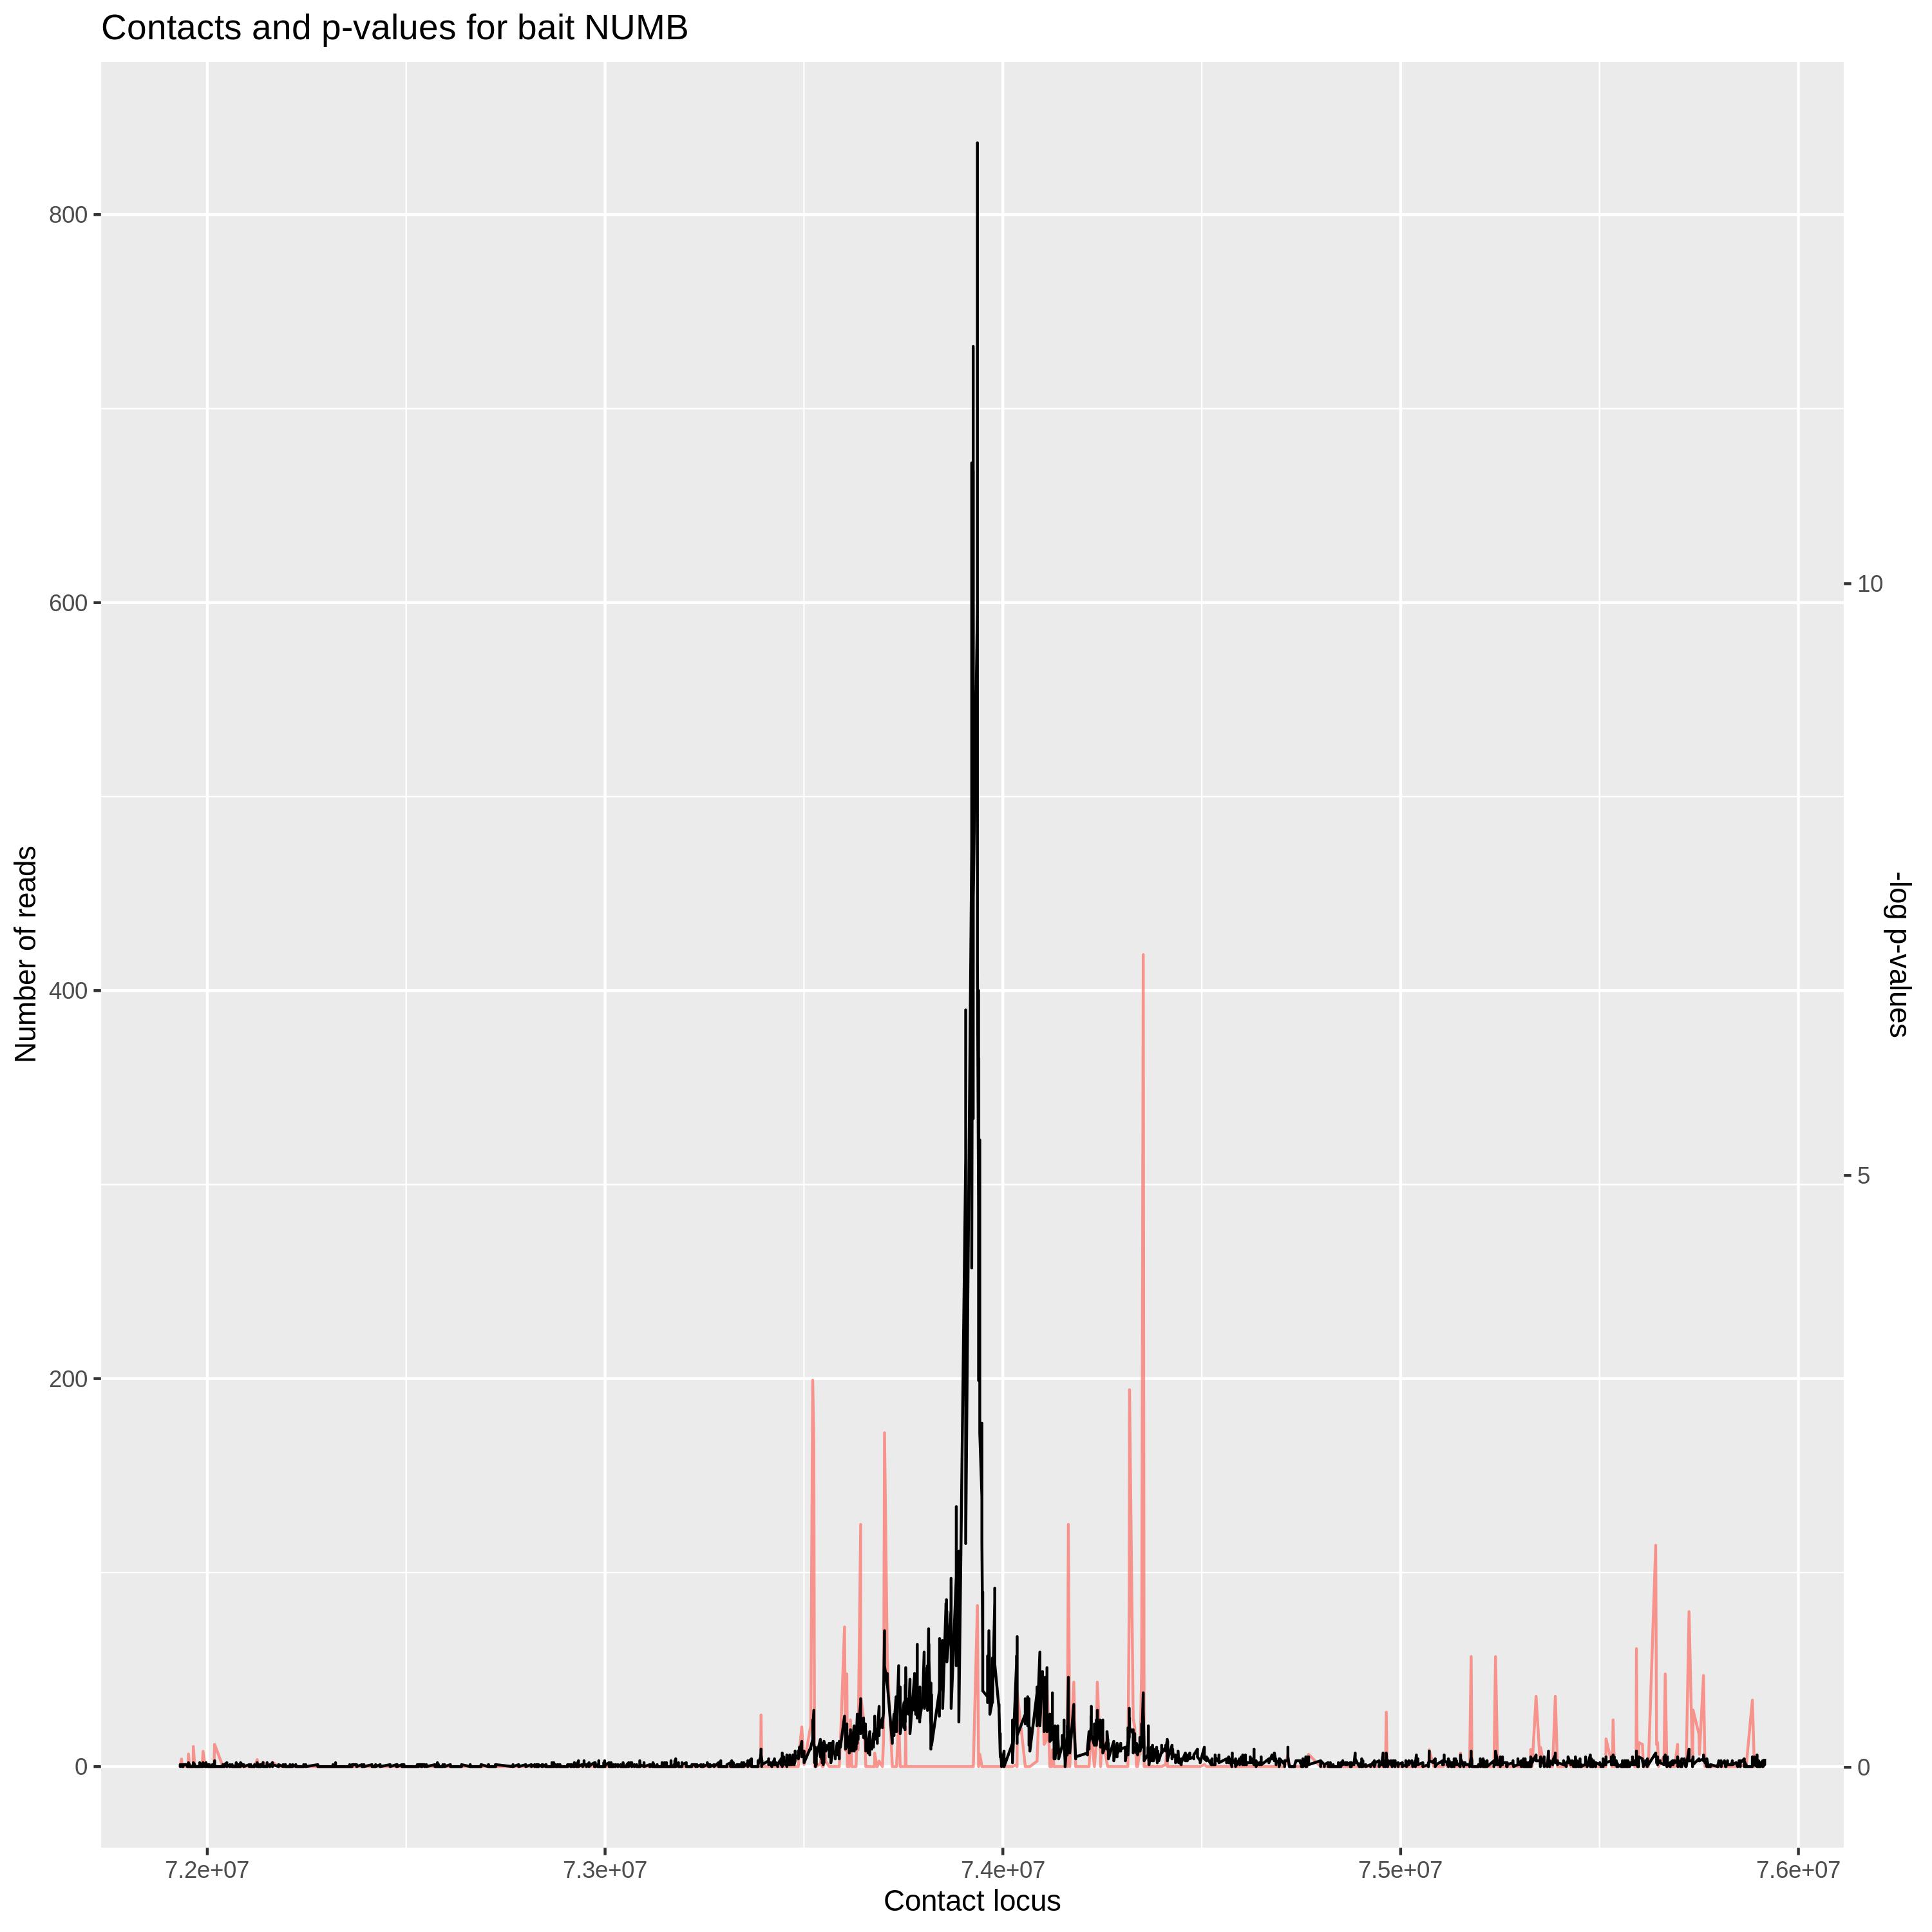 Contacts and p-values for bait NUMB
800
600
400
200
0
Number of reads
10
5
0
-log p-values
7.2e+07
7.3e+07
7.4e+07
7.5e+07
7.6e+07
Contact locus